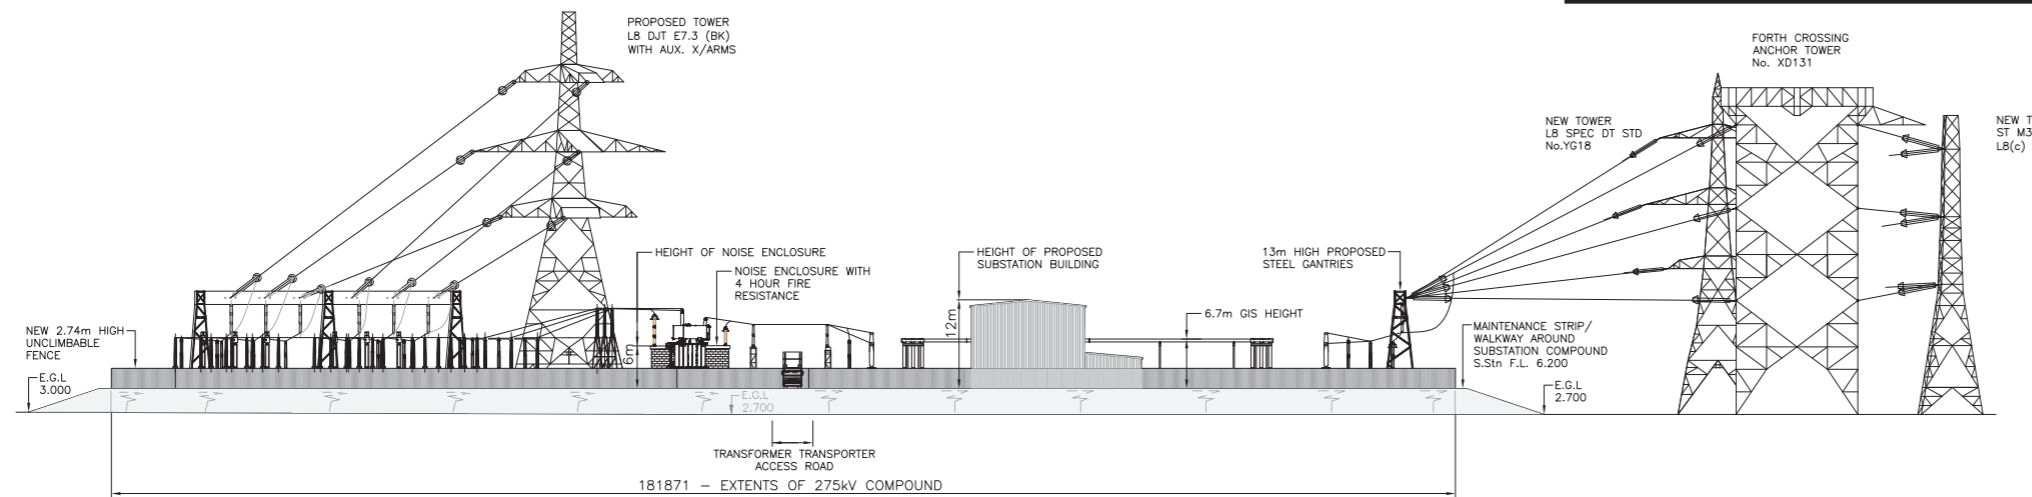 PROPOSED TOWER
L8 DJT E7.3 (BK)
WITH AUX. X/ARMS
FORTH CROSSING
ANCHOR TOWER
No. XD131
NEW TOWER
L8 SPEC DT STD
No.YG18
NEW T
ST M3
L8(c)
HEIGHT OF NOISE ENCLOSURE
NOISE ENCLOSURE WITH
4 HOUR FIRE
RESISTANCE
HEIGHT OF PROPOSED
SUBSTATION BUILDING
13m HIGH PROPOSED
STEEL GANTRIES
NEW 2.74m HIGH
UNCLIMBABLE
FENCE
6m
12m
6.7m GIS HEIGHT
MAINTENANCE STRIP/
WALKWAY AROUND
SUBSTATION COMPOUND
S.Stn F.L. 6.200
E.G.L
3.000
E.G.L
2.700
E.G.L
2.700
TRANSFORMER TRANSPORTER
ACCESS ROAD
181871 – EXTENTS OF 275kV COMPOUND